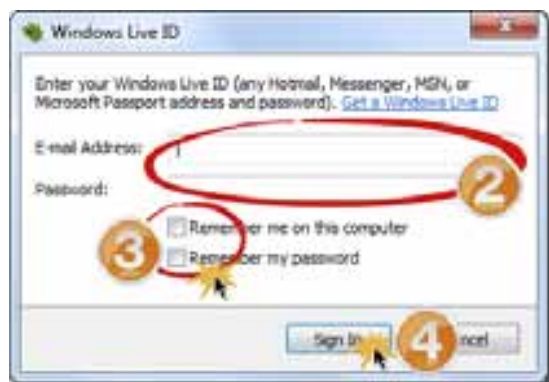 Windows Live ID
Enter your Windows Live ID (any Hotmail, Messenger, MSN, or
Microsoft Passport address and password). Get a Windows Live ID
E-mail Address:
2
Password:
3
Remember me on this computer
Remember my password
Sign In
4
ncel